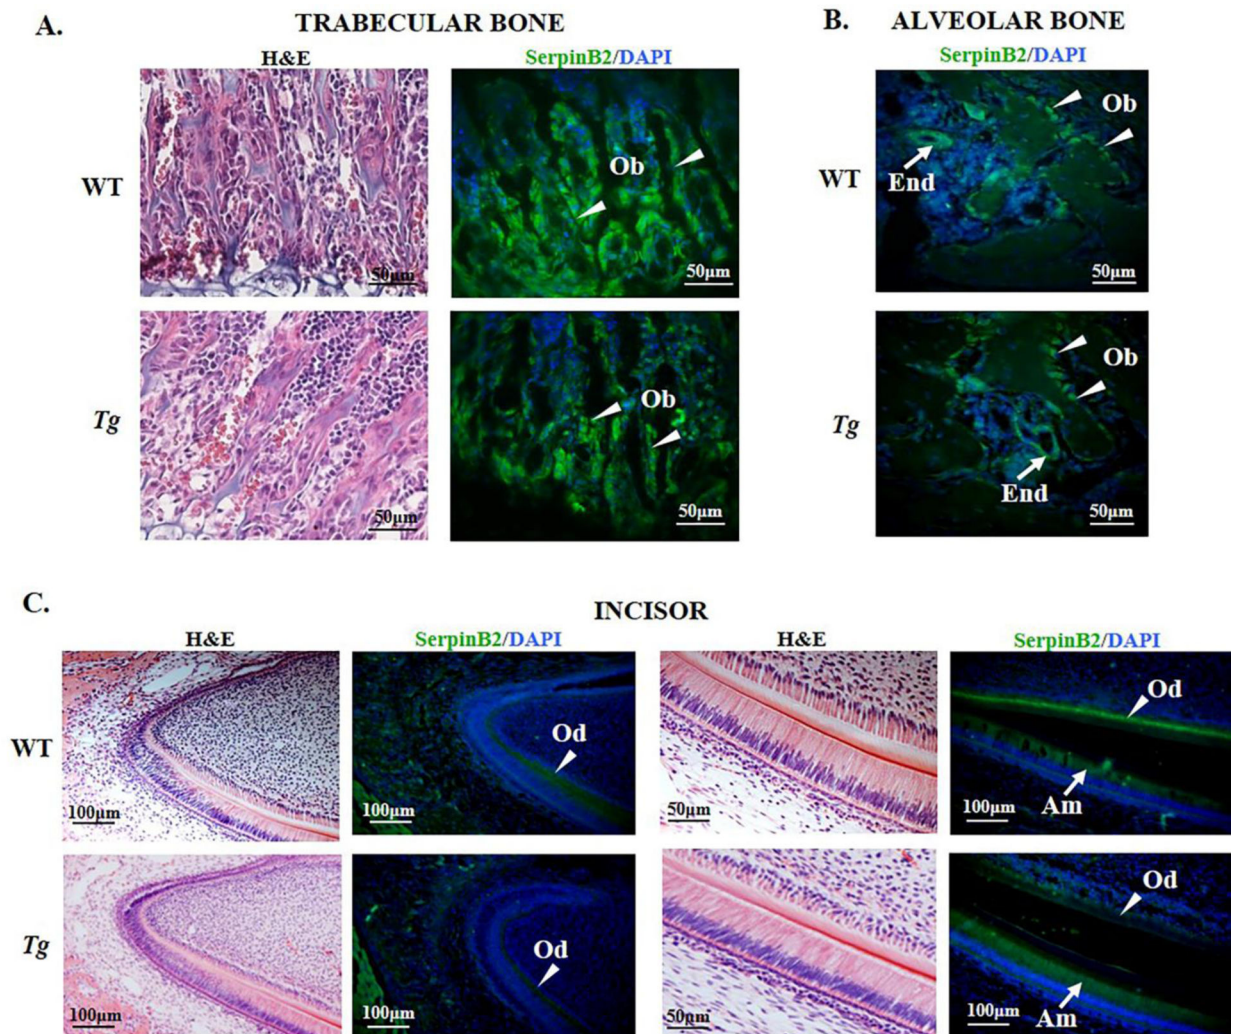 A.
TRABECULAR BONE
H&E
SerpinB2/DAPI
WT
50μm
Ob
50μm
Tg
50μm
Ob
50μm
B.
ALVEOLAR BONE
SerpinB2/DAPI
WT
Ob
End
50μm
Tg
Ob
End
50μm
C.
INCISOR
H&E
SerpinB2/DAPI
H&E
SerpinB2/DAPI
WT
100μm
Od
100μm
50μm
Od
Am
100μm
Tg
100μm
Od
100μm
50μm
Od
Am
100μm